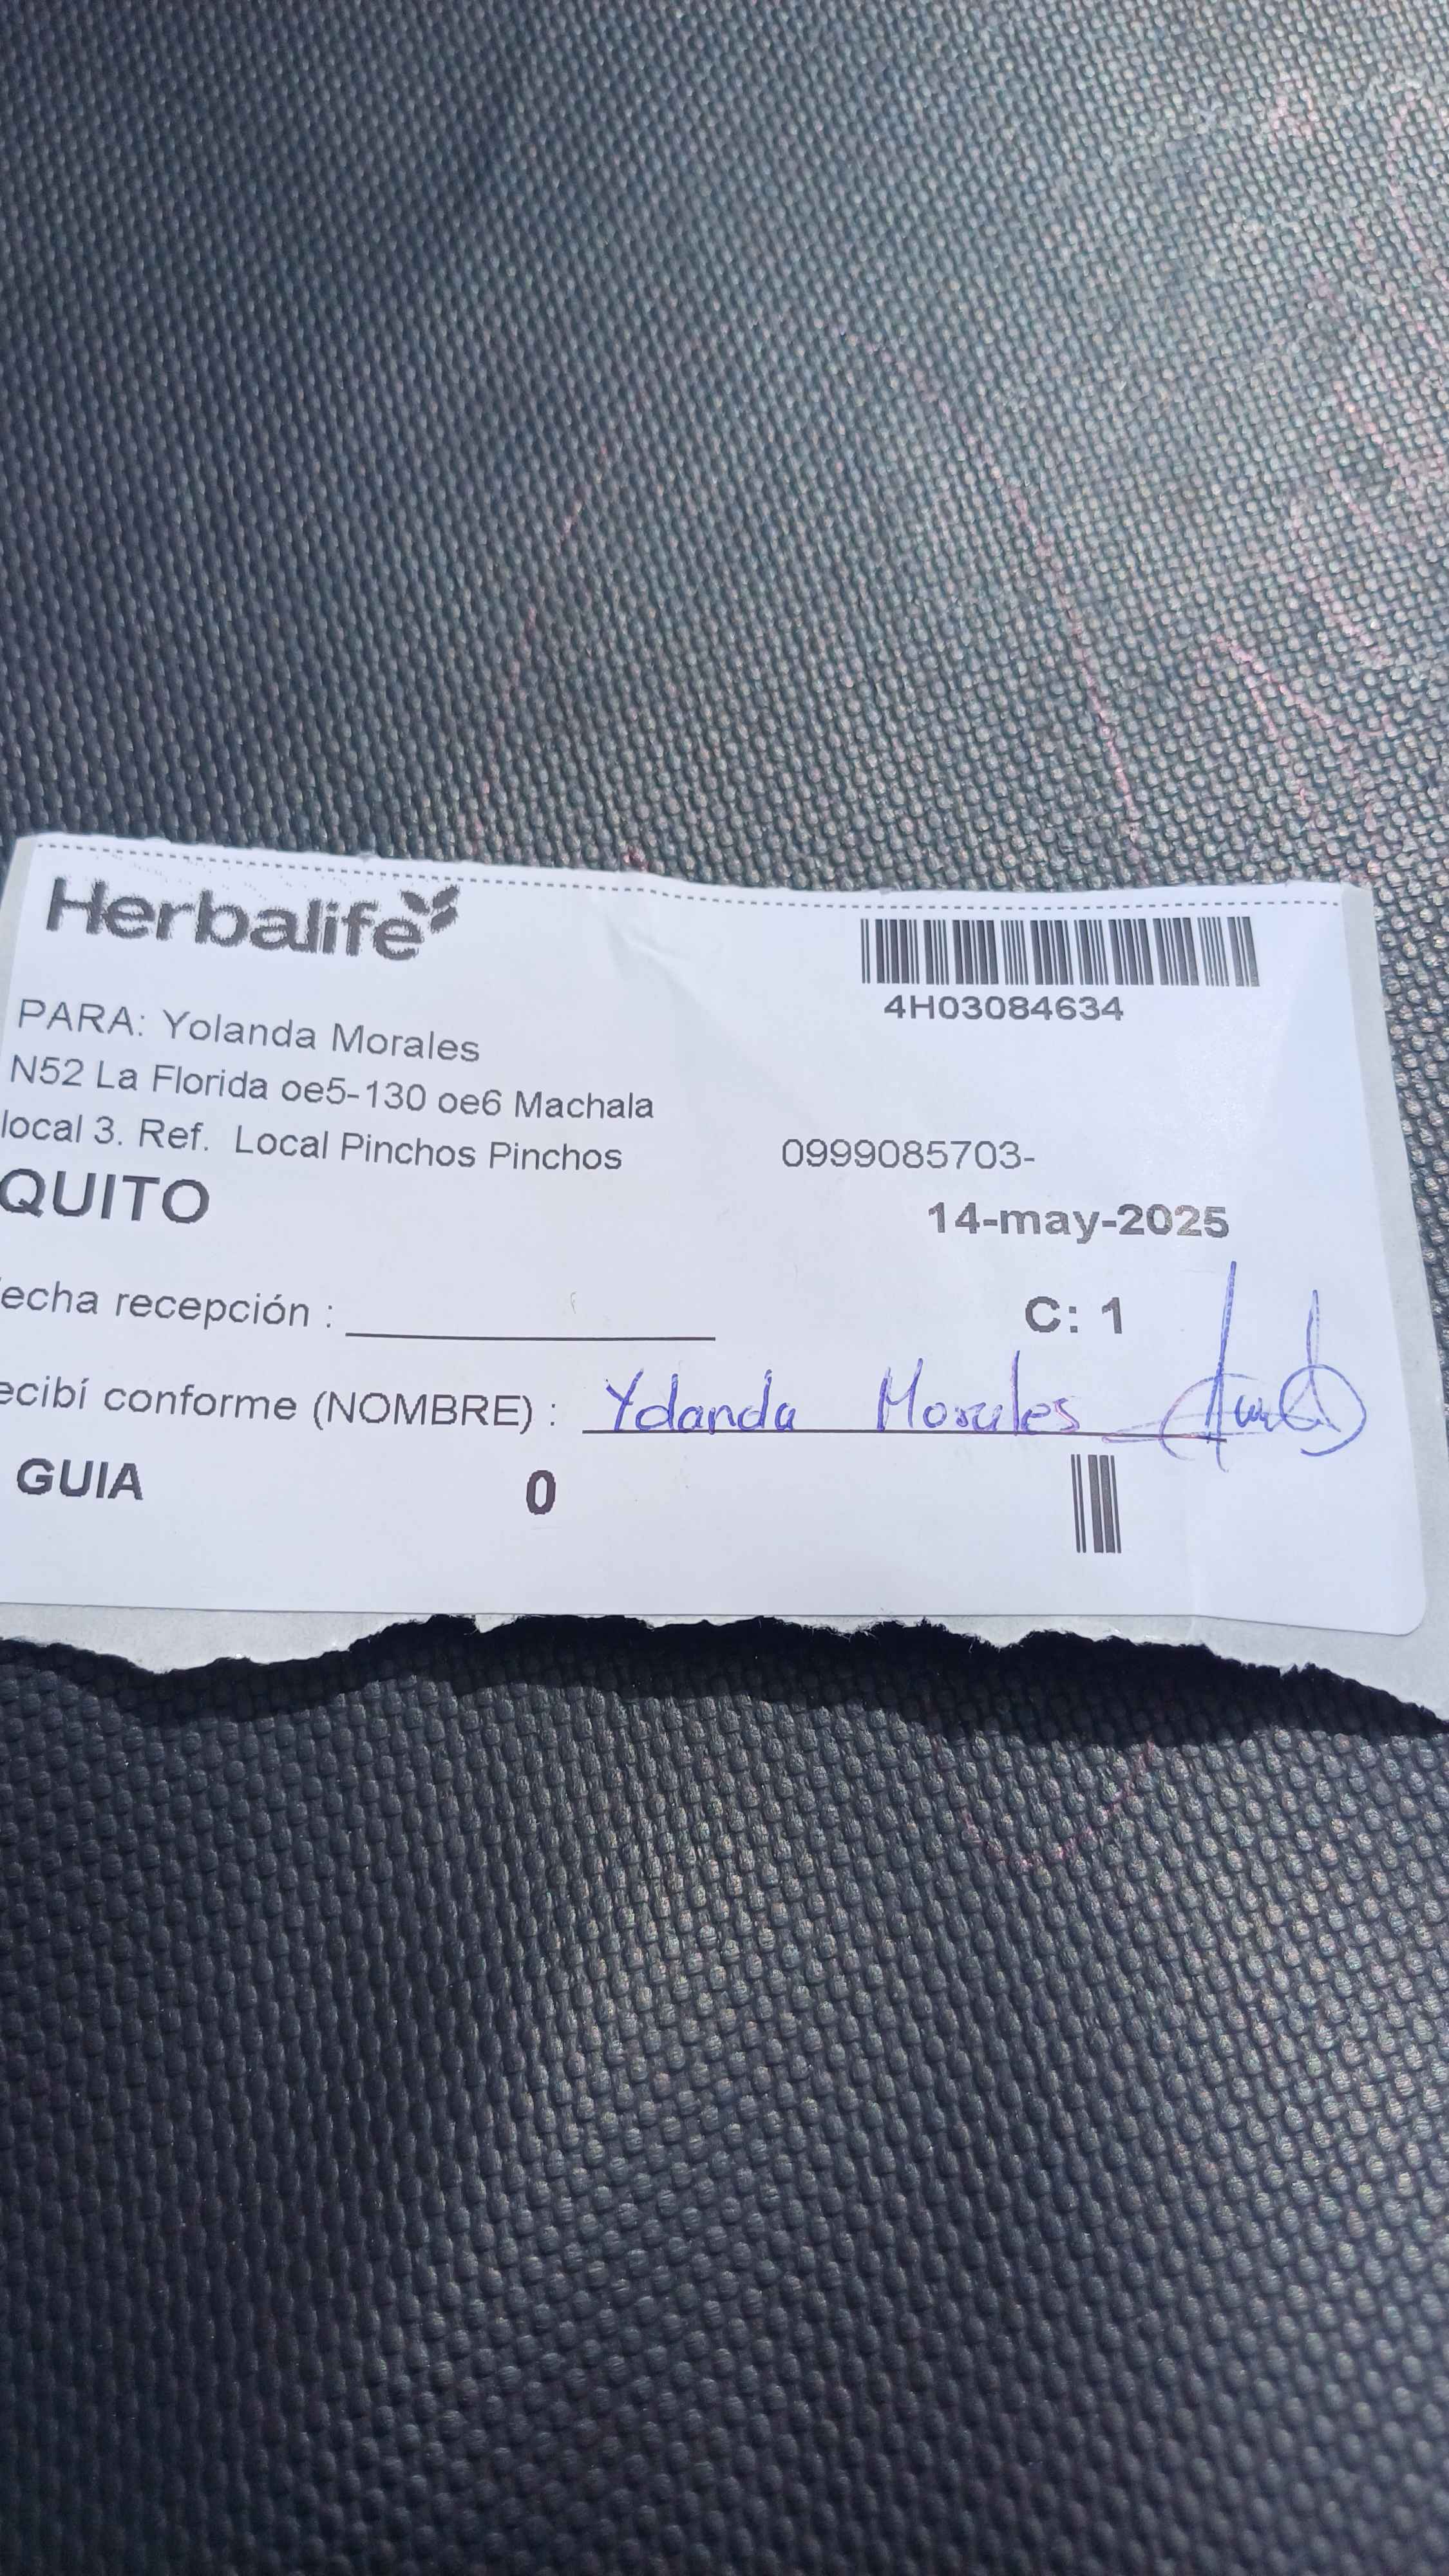 Herbalife
4H03084634
PARA: Yolanda Morales
N52 La Florida oe5-130 oe6 Machala
local 3. Ref. Local Pinchos Pinchos 0999085703-
QUITO
14-may-2025
echa recepción :
C: 1
ecibí conforme (NOMBRE) : Yolanda Morales
GUIA 0